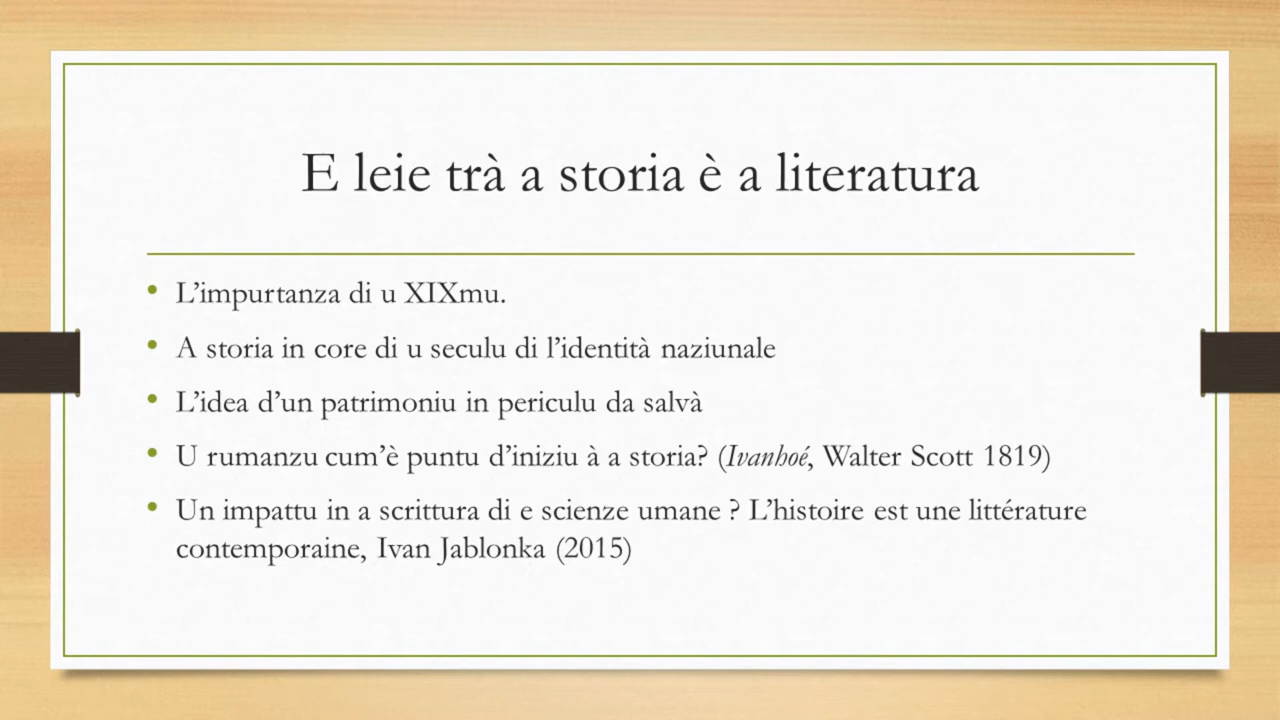 E leie trà a storia è a literatura
• L’impurtanza di u XIXmu.
• A storia in core di u seculu di l’identità naziunale
• L’idea d’un patrimoniu in periculu da salvà
• U rumanzu cum’è puntu d’iniziu à a storia? (Ivanhoé, Walter Scott 1819)
• Un impattu in a scrittura di e scienze umane ? L’histoire est une littérature
contemporaine, Ivan Jablonka (2015)